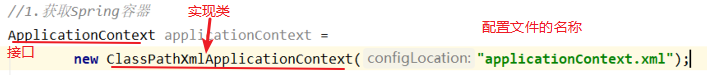 //1.获取Spring容器
实现类
配置文件的名称
ApplicationContext applicationContext =
接口
new ClassPathXmlApplicationContext( configLocation: "applicationContext.xml");